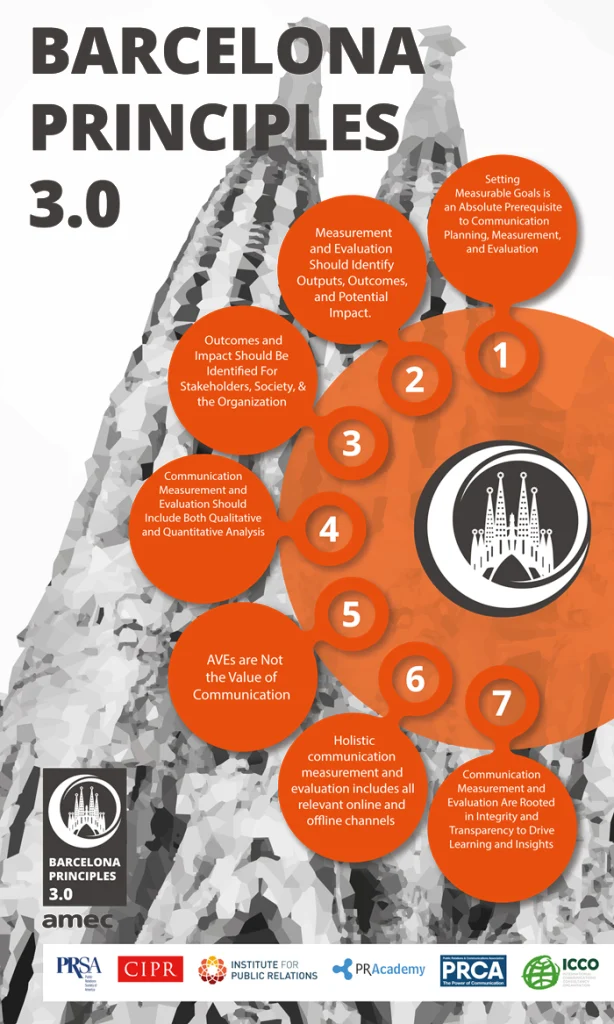 BARCELONA
PRINCIPLES
3.0
Setting
Measurable Goals is
an Absolute Prerequisite
to Communication
Planning, Measurement,
and Evaluation
1
Measurement
and Evaluation
Should Identify
Outputs, Outcomes,
and Potential
Impact.
2
Outcomes and
Impact Should Be
Identified For
Stakeholders, Society, &
the Organization
3
Communication
Measurement and
Evaluation Should
Include Both Qualitative
and Quantitative Analysis
4
AVEs are Not
the Value of
Communication
5
Holistic
communication
measurement and
evaluation includes all
relevant online and
offline channels
6
Communication
Measurement and
Evaluation Are Rooted
in Integrity and
Transparency to Drive
Learning and Insights
7
BARCELONA
PRINCIPLES
3.0
amec
PRSA
Public
Relations
Society of
America
CIPR
INSTITUTE FOR
PUBLIC RELATIONS
PRAcademy
Public Relations & Communications Association
PRCA
The Power of Communication
ICCO